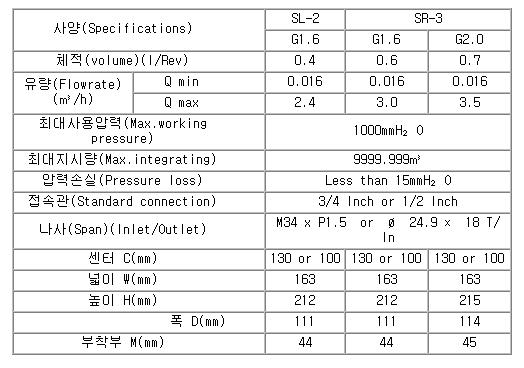 사양(Specifications) SL-2 SR-3
G1.6 G1.6 G2.0
체적(volume)(l/Rev) 0.4 0.6 0.7
유량(Flowrate)(㎥/h) Q min 0.016 0.016 0.016
Q max 2.4 3.0 3.5
최대사용압력(Max.working
pressure) 1000mmH₂ O
최대지시량(Max.integrating) 9999.999㎥
압력손실(Pressure loss) Less than 15mmH₂ O
접속관(Standard connection) 3/4 Inch or 1/2 Inch
나사(Span)(Inlet/Outlet) M34 x P1.5 or ø 24.9 × 18 T/
In
센터 C(mm) 130 or 100 130 or 100 130 or 100
넓이 W(mm) 163 163 163
높이 H(mm) 212 212 215
폭 D(mm) 111 111 114
부착부 M(mm) 44 44 45